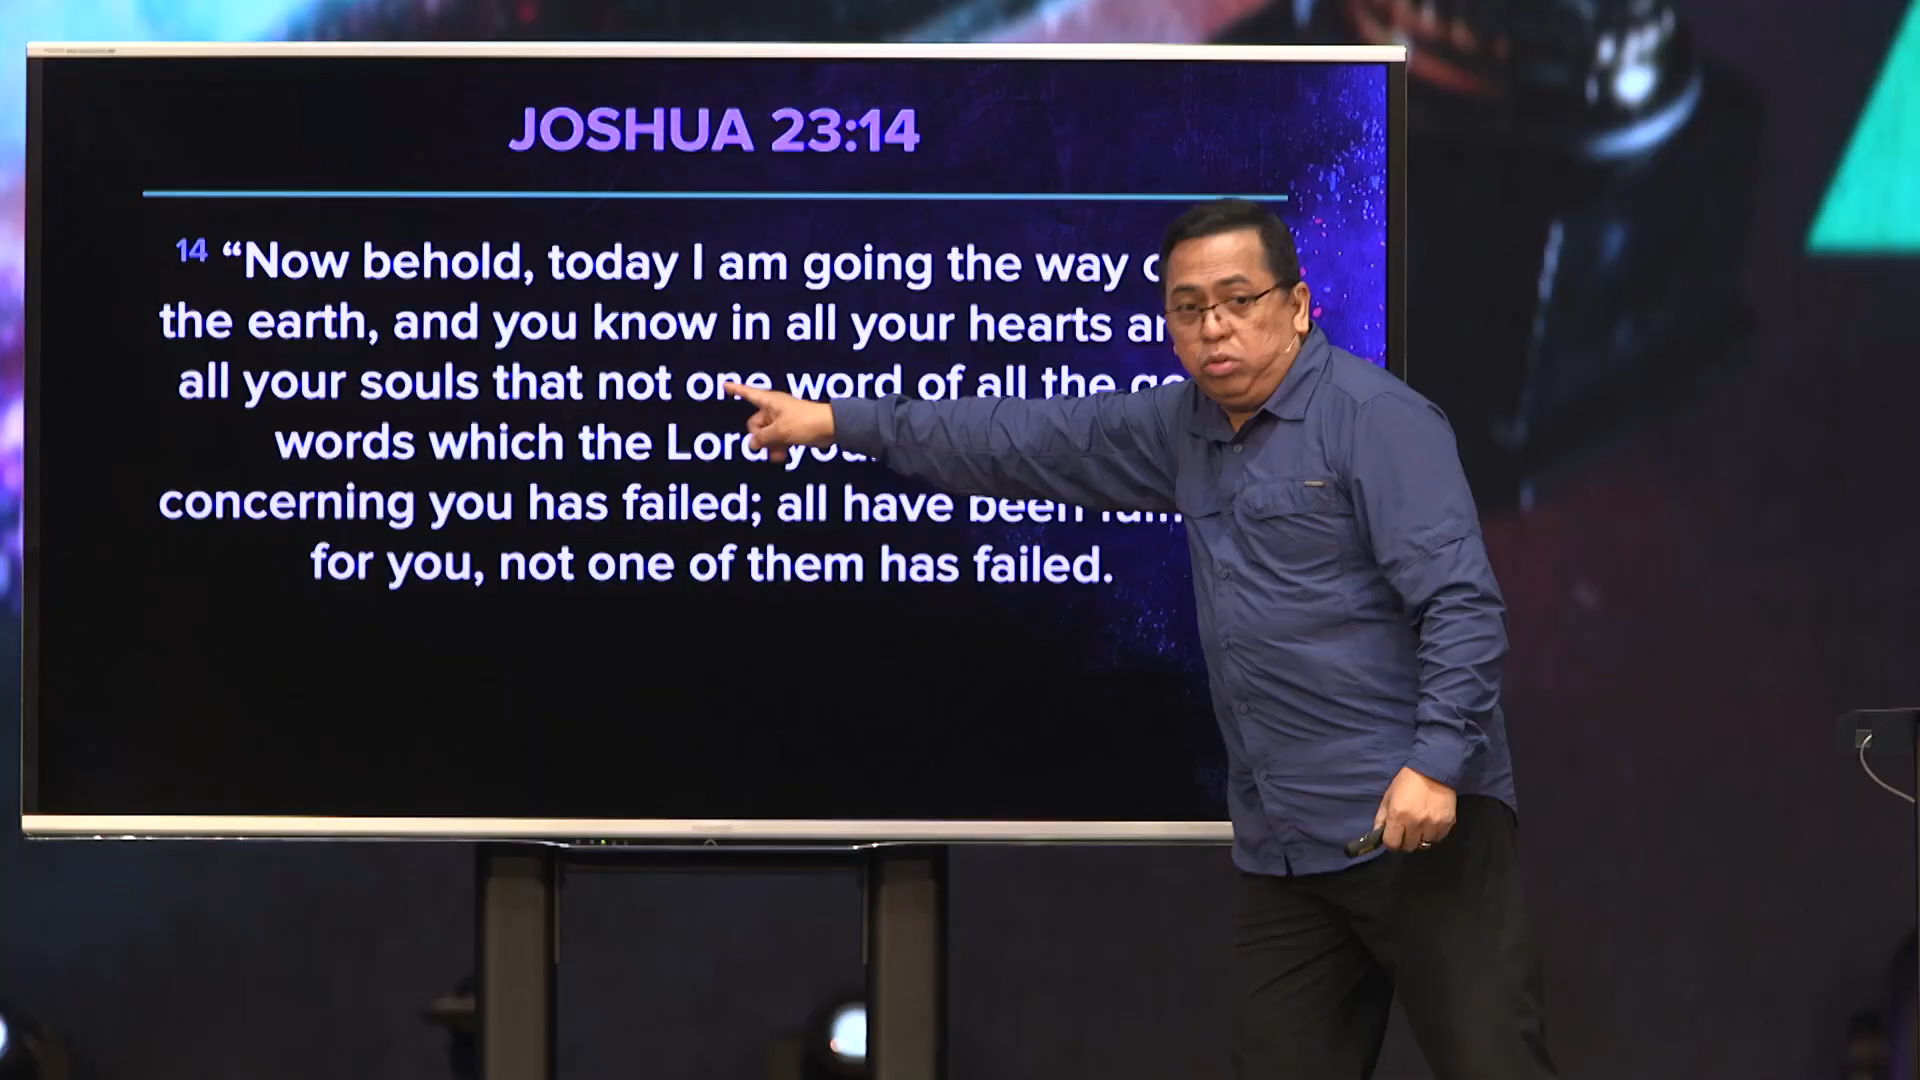 JOSHUA 23:14
14 “Now behold, today I am going the way
the earth, and you know in all your hearts
all your souls that not one word of all the
words which the Lord
concerning you has failed; all have been
for you, not one of them has failed.